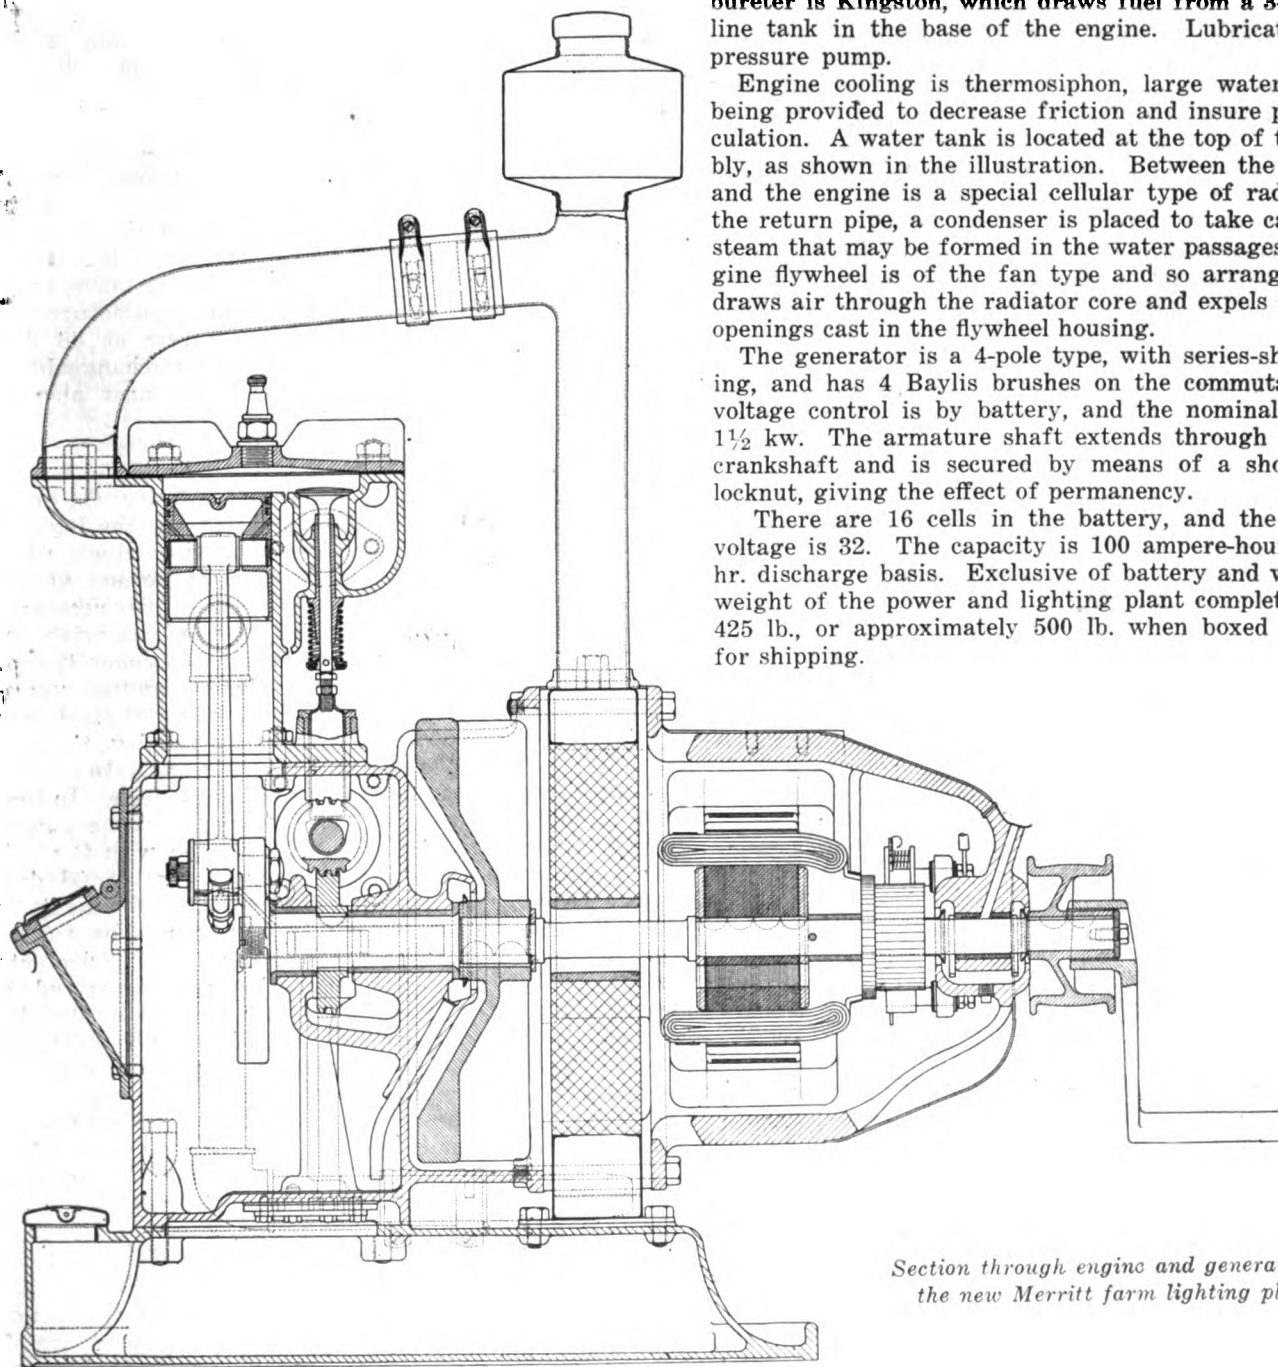 bureter is Kingston, which draws fuel from a
line tank in the base of the engine. Lubricat
pressure pump.
Engine cooling is thermosiphon, large water
being provided to decrease friction and insure p
culation. A water tank is located at the top of t
bly, as shown in the illustration. Between the
and the engine is a special cellular type of rad
the return pipe, a condenser is placed to take ca
steam that may be formed in the water passages
gine flywheel is of the fan type and so arrang
draws air through the radiator core and expels
openings cast in the flywheel housing.
The generator is a 4-pole type, with series-sh
ing, and has 4 Baylis brushes on the commuta
voltage control is by battery, and the nominal
1½ kw. The armature shaft extends through
crankshaft and is secured by means of a sho
locknut, giving the effect of permanency.
There are 16 cells in the battery, and the
voltage is 32. The capacity is 100 ampere-hou
hr. discharge basis. Exclusive of battery and w
weight of the power and lighting plant complet
425 lb., or approximately 500 lb. when boxed
for shipping.
Section through engine and genera
the new Merritt farm lighting pl